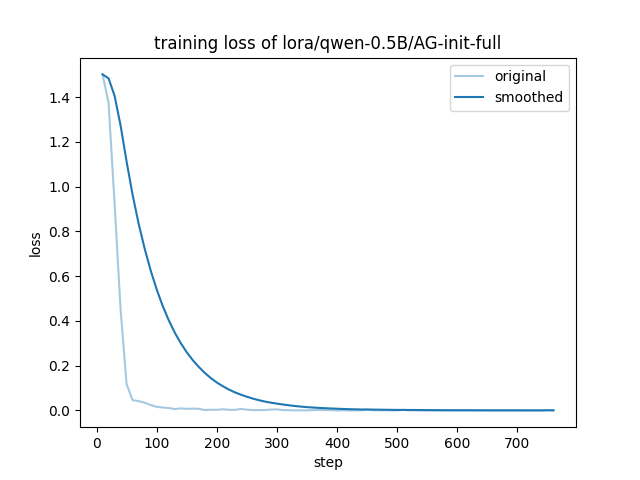 training loss of lora/qwen-0.5B/AG-init-full
original
smoothed
1.4
1.2
1.0
0.8
0.6
0.4
0.2
0.0
loss
0 100 200 300 400 500 600 700
step